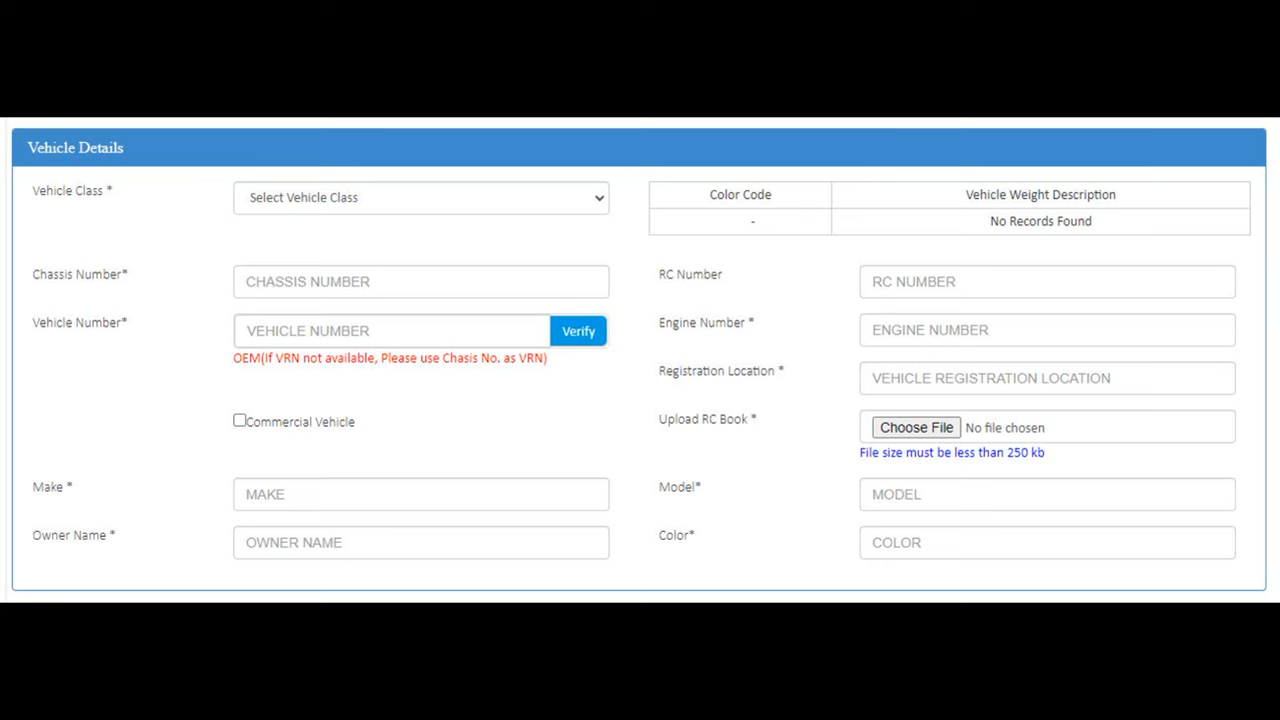 Vehicle Details
Vehicle Class *
Select Vehicle Class
Color Code
Vehicle Weight Description
-
No Records Found
Chassis Number*
CHASSIS NUMBER
RC Number
RC NUMBER
Vehicle Number*
VEHICLE NUMBER
Verify
OEM(If VRN not available, Please use Chasis No. as VRN)
Engine Number *
ENGINE NUMBER
Registration Location *
VEHICLE REGISTRATION LOCATION
Commercial Vehicle
Upload RC Book *
Choose File No file chosen
File size must be less than 250 kb
Make *
MAKE
Model*
MODEL
Owner Name *
OWNER NAME
Color*
COLOR